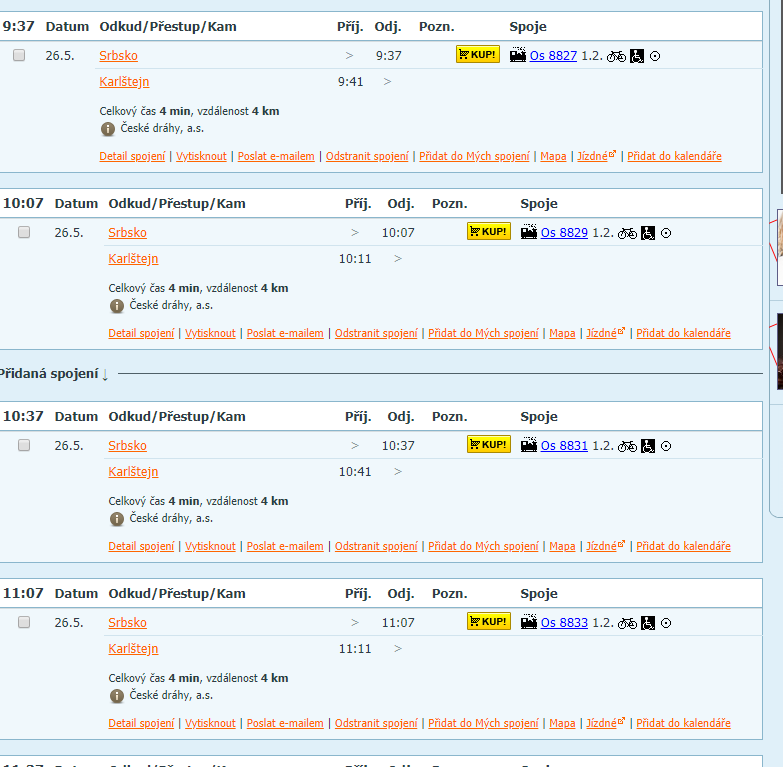 9:37 Datum Odkud/Přestup/Kam Příj. Odj. Pozn. Spoje
26.5. Srbsko > 9:37 KUP! Os 8827 1.2.
Karlštejn 9:41 >
Celkový čas 4 min, vzdálenost 4 km
České dráhy, a.s.
Detail spojení | Vytisknout | Poslat e-mailem | Odstranit spojení | Přidat do Mých spojení | Mapa | Jízdné | Přidat do kalendáře
10:07 Datum Odkud/Přestup/Kam Příj. Odj. Pozn. Spoje
26.5. Srbsko > 10:07 KUP! Os 8829 1.2.
Karlštejn 10:11 >
Celkový čas 4 min, vzdálenost 4 km
České dráhy, a.s.
Detail spojení | Vytisknout | Poslat e-mailem | Odstranit spojení | Přidat do Mých spojení | Mapa | Jízdné | Přidat do kalendáře
Přidaná spojení ↓
10:37 Datum Odkud/Přestup/Kam Příj. Odj. Pozn. Spoje
26.5. Srbsko > 10:37 KUP! Os 8831 1.2.
Karlštejn 10:41 >
Celkový čas 4 min, vzdálenost 4 km
České dráhy, a.s.
Detail spojení | Vytisknout | Poslat e-mailem | Odstranit spojení | Přidat do Mých spojení | Mapa | Jízdné | Přidat do kalendáře
11:07 Datum Odkud/Přestup/Kam Příj. Odj. Pozn. Spoje
26.5. Srbsko > 11:07 KUP! Os 8833 1.2.
Karlštejn 11:11 >
Celkový čas 4 min, vzdálenost 4 km
České dráhy, a.s.
Detail spojení | Vytisknout | Poslat e-mailem | Odstranit spojení | Přidat do Mých spojení | Mapa | Jízdné | Přidat do kalendáře